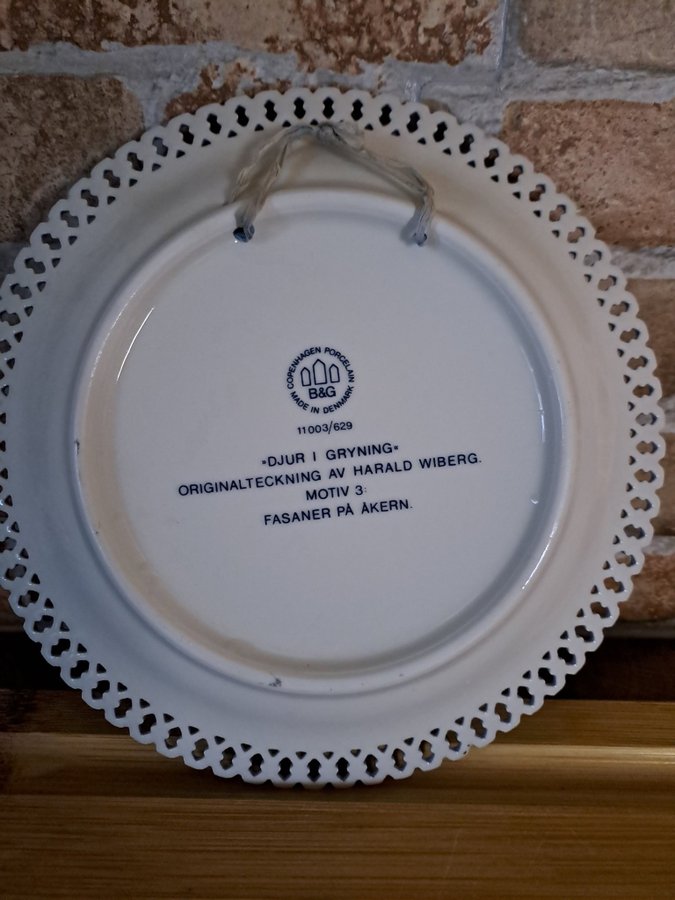 COPENHAGEN PORCELAIN
B&G
MADE IN DENMARK
11003/629
»DJUR I GRYNING«
ORIGINALTECKNING AV HARALD WIBERG.
MOTIV 3:
FASANER PÅ ÅKERN.